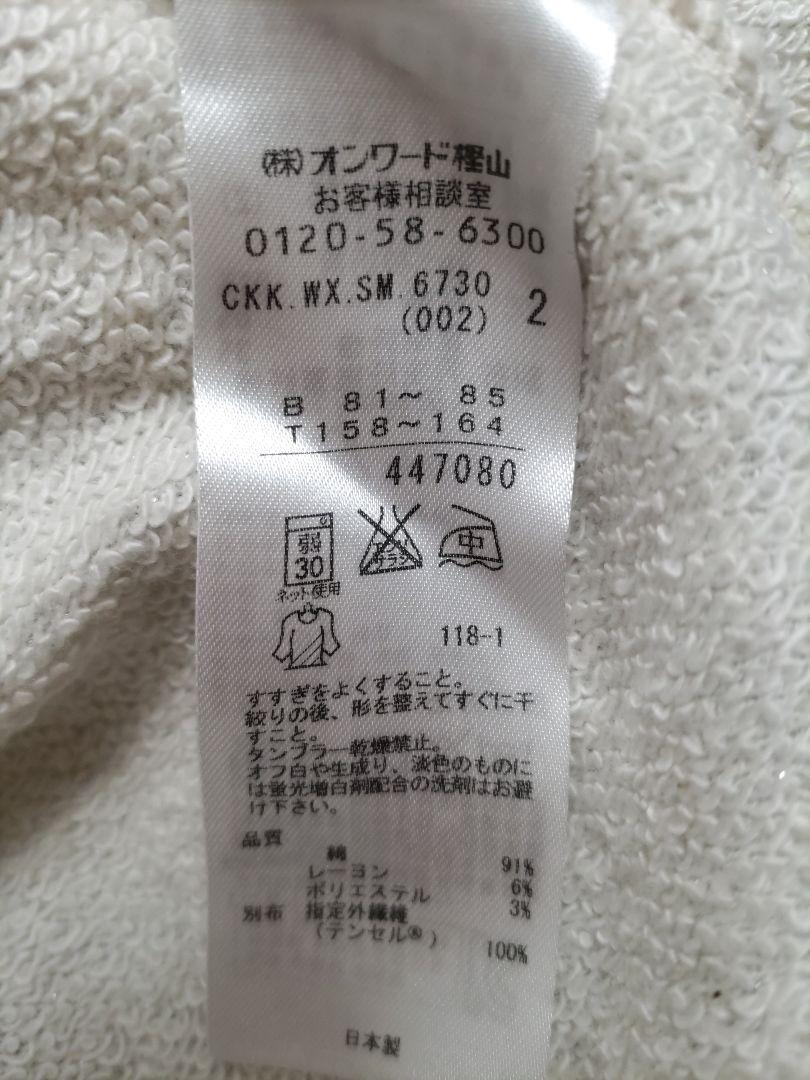 (株)オンワード樫山
お客様相談室
0120-58-6300
CKK.WX.SM.6730
(002) 2
B 81～ 85
T158～164
447080
弱
30
エンソ
サラシ
中
ネット使用
118-1
すすぎをよくすること。
絞りの後、形を整えてすぐに干
すこと。
タンブラー乾燥禁止。
オフ白や生成り、淡色のものに
は蛍光増白剤配合の洗剤はお避
け下さい。
品質
綿 91%
レーヨン 6%
ポリエステル 3%
別布 指定外繊維
(テンセル®) 100%
日本製